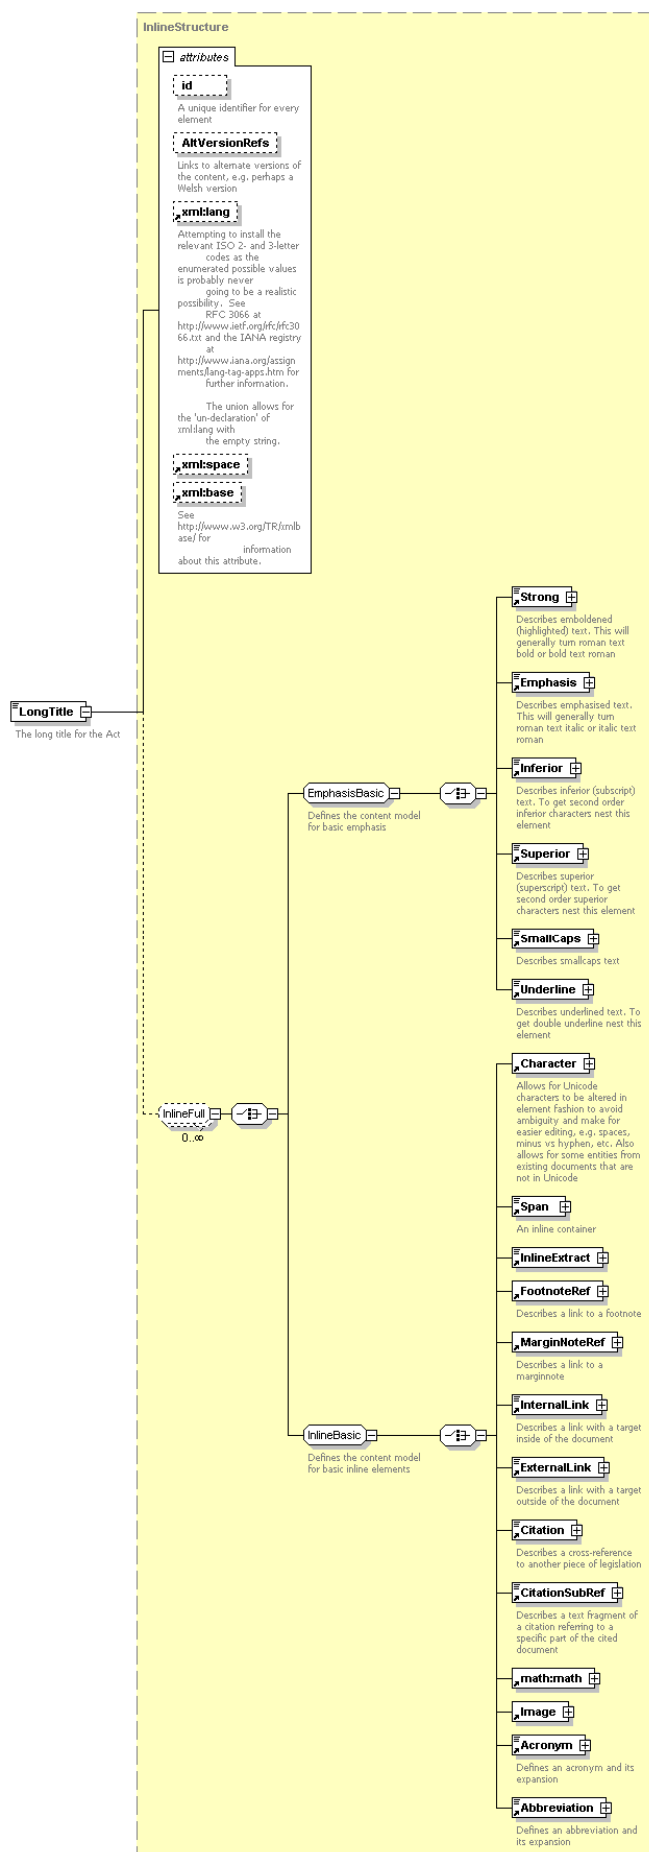 InlineStructure
attributes
id
A unique identifier for every
element
AltVersionRefs
Links to alternate versions of
the content, e.g. perhaps a
Welsh version
xml:lang
Attempting to install the
relevant ISO 2- and 3-letter
codes as the
enumerated possible values
is probably never
going to be a realistic
possibility. See
RFC 3066 at
http://www.ietf.org/rfc/rfc30
66.txt and the IANA registry
at
http://www.iana.org/assign
ments/lang-tag-apps.htm for
further information.
The union allows for
the 'un-declaration' of
xml:lang with
the empty string.
xml:space
xml:base
See
http://www.w3.org/TR/xmlb
ase/ for
information
about this attribute.
LongTitle
The long title for the Act
EmphasisBasic
Defines the content model
for basic emphasis
Strong
Describes emboldened
(highlighted) text. This will
generally turn roman text
bold or bold text roman
Emphasis
Describes emphasised text.
This will generally turn
roman text italic or italic text
roman
Inferior
Describes inferior (subscript)
text. To get second order
inferior characters nest this
element
Superior
Describes superior
(superscript) text. To get
second order superior
characters nest this element
SmallCaps
Describes smallcaps text
Underline
Describes underlined text. To
get double underline nest this
element
InlineFull
0..∞
InlineBasic
Defines the content model
for basic inline elements
Character
Allows for Unicode
characters to be altered in
element fashion to avoid
ambiguity and make for
easier editing, e.g. spaces,
minus vs hyphen, etc. Also
allows for some entities from
existing documents that are
not in Unicode
Span
An inline container
InlineExtract
FootnoteRef
Describes a link to a footnote
MarginNoteRef
Describes a link to a
marginnote
InternalLink
Describes a link with a target
inside of the document
ExternalLink
Describes a link with a target
outside of the document
Citation
Describes a cross-reference
to another piece of legislation
CitationSubRef
Describes a text fragment of
a citation referring to a
specific part of the cited
document
math:math
Image
Acronym
Defines an acronym and its
expansion
Abbreviation
Defines an abbreviation and
its expansion